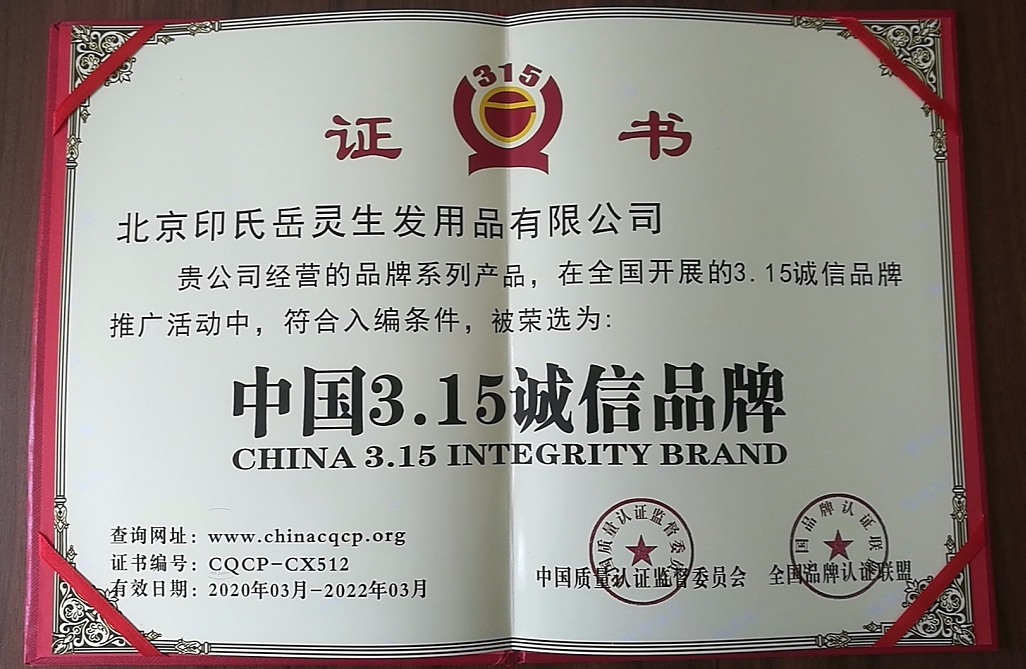 315
证 书
北京印氏岳灵生发用品有限公司
贵公司经营的品牌系列产品，在全国开展的3.15诚信品牌
推广活动中，符合入编条件，被荣选为:
中国3.15诚信品牌
CHINA 3.15 INTEGRITY BRAND
查询网址: www.chinacqcp.org
证书编号: CQCP-CX512
有效日期: 2020年03月-2022年03月
中国质量认证监督委员会 全国品牌认证联盟